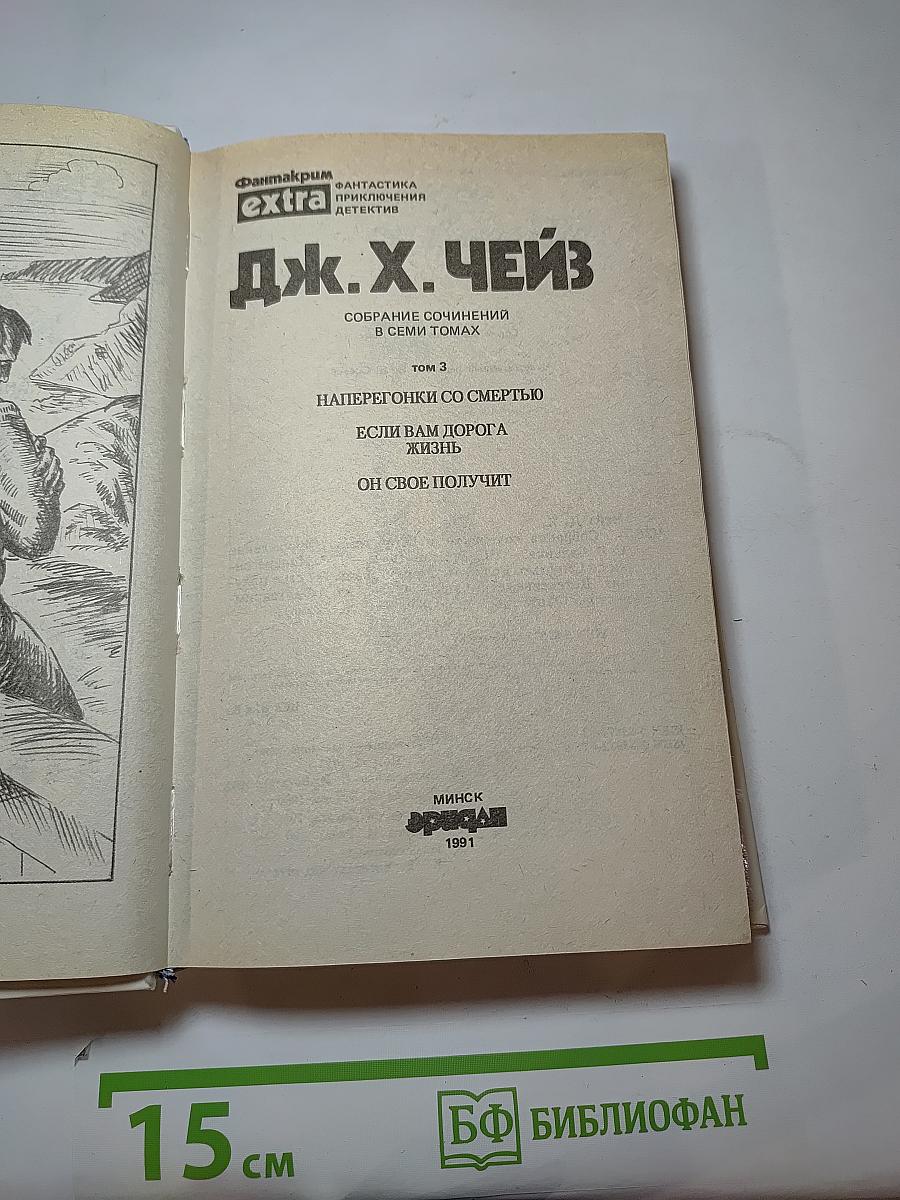 Фантакрим
extra
ФАНТАСТИКА
ПРИКЛЮЧЕНИЯ
ДЕТЕКТИВ
ДЖ. Х. ЧЕЙЗ
СОБРАНИЕ СОЧИНЕНИЙ
В СЕМИ ТОМАХ
том 3
НАПЕРЕГОНКИ СО СМЕРТЬЮ
ЕСЛИ ВАМ ДОРОГА
ЖИЗНЬ
ОН СВОЕ ПОЛУЧИТ
МИНСК
эридан
1991
15 см
БФ БИБЛИОФАН